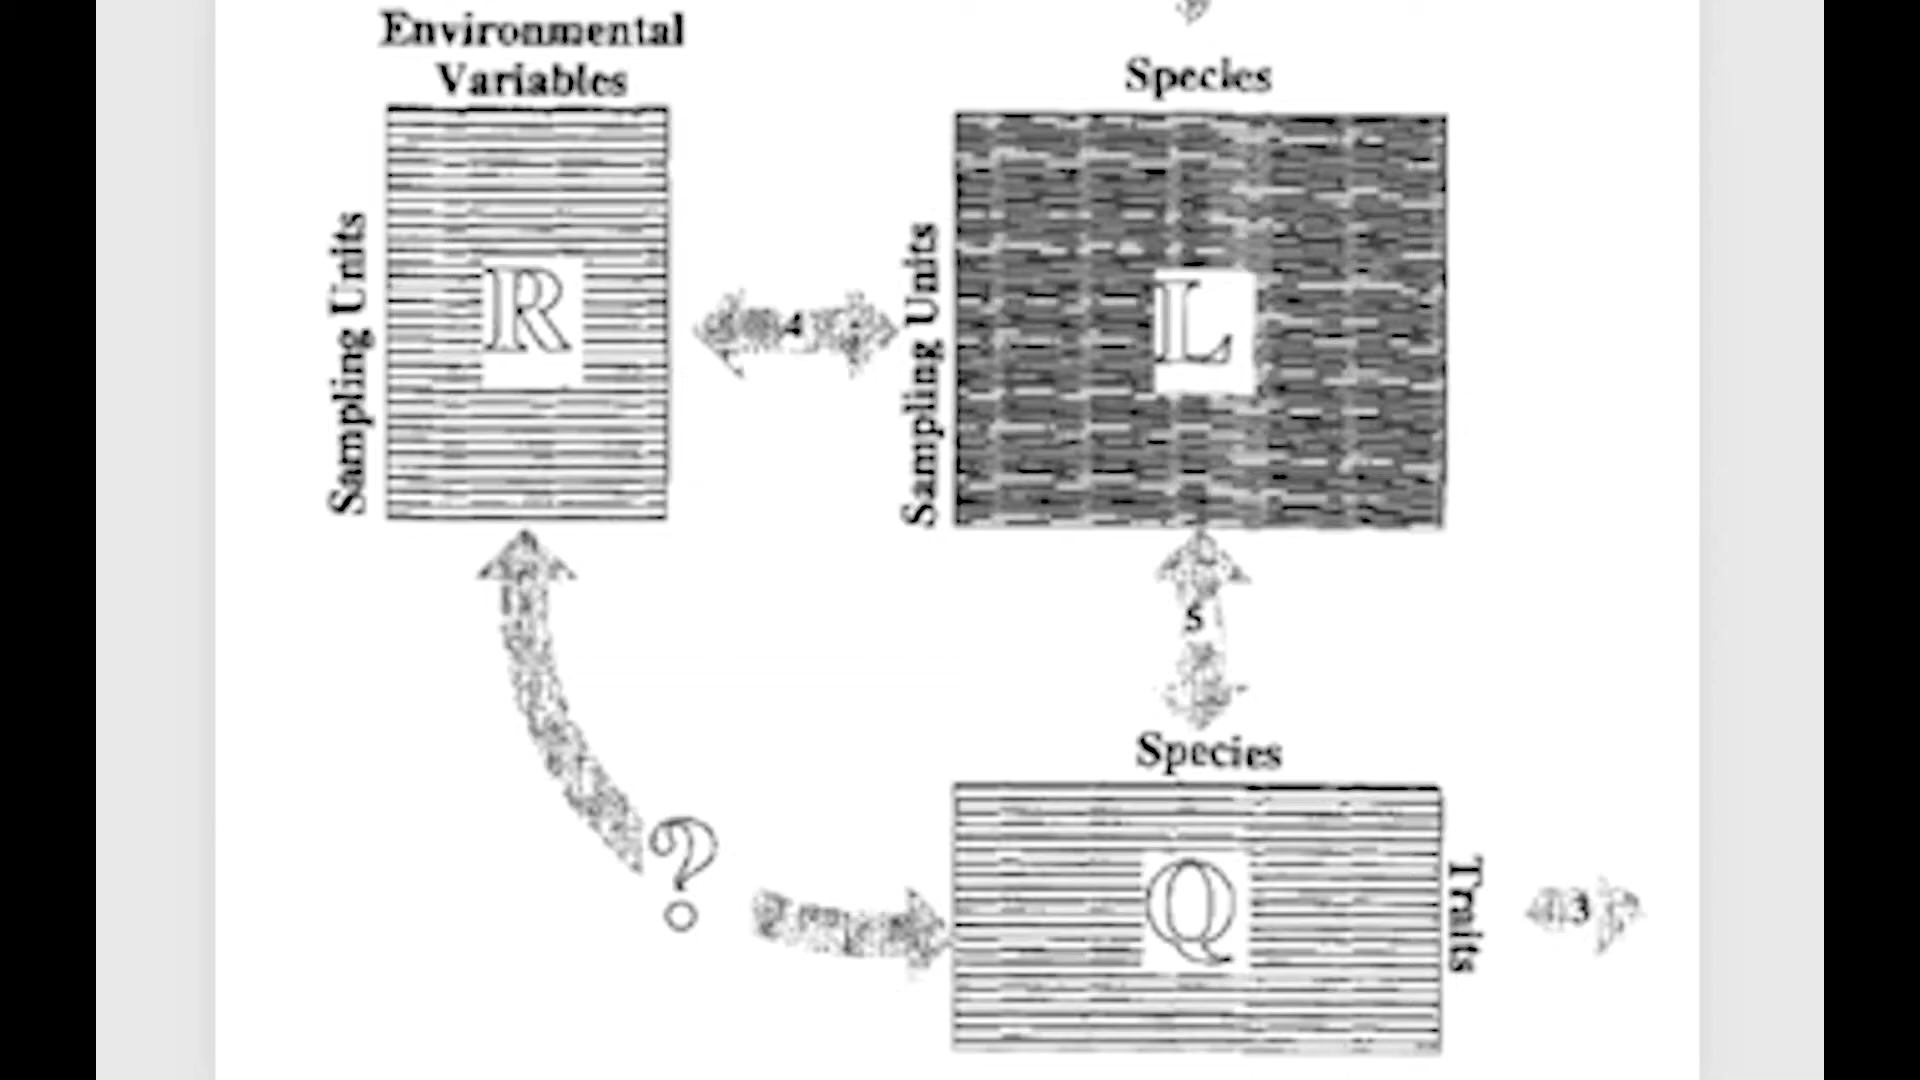 Environmental
Variables
Species
Sampling Units
R
4
Sampling Units
L
5
Species
?
Q
Traits
3